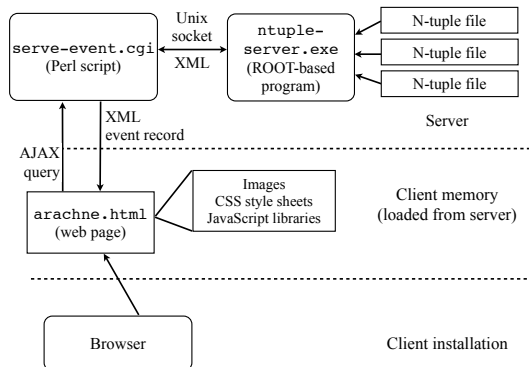 Unix
socket
XML
serve-event.cgi
(Perl script)
ntuple-
server.exe
(ROOT-based
program)
N-tuple file
N-tuple file
N-tuple file
XML
event record
AJAX
query
Server
arachne.html
(web page)
Images
CSS style sheets
JavaScript libraries
Client memory
(loaded from server)
Browser
Client installation